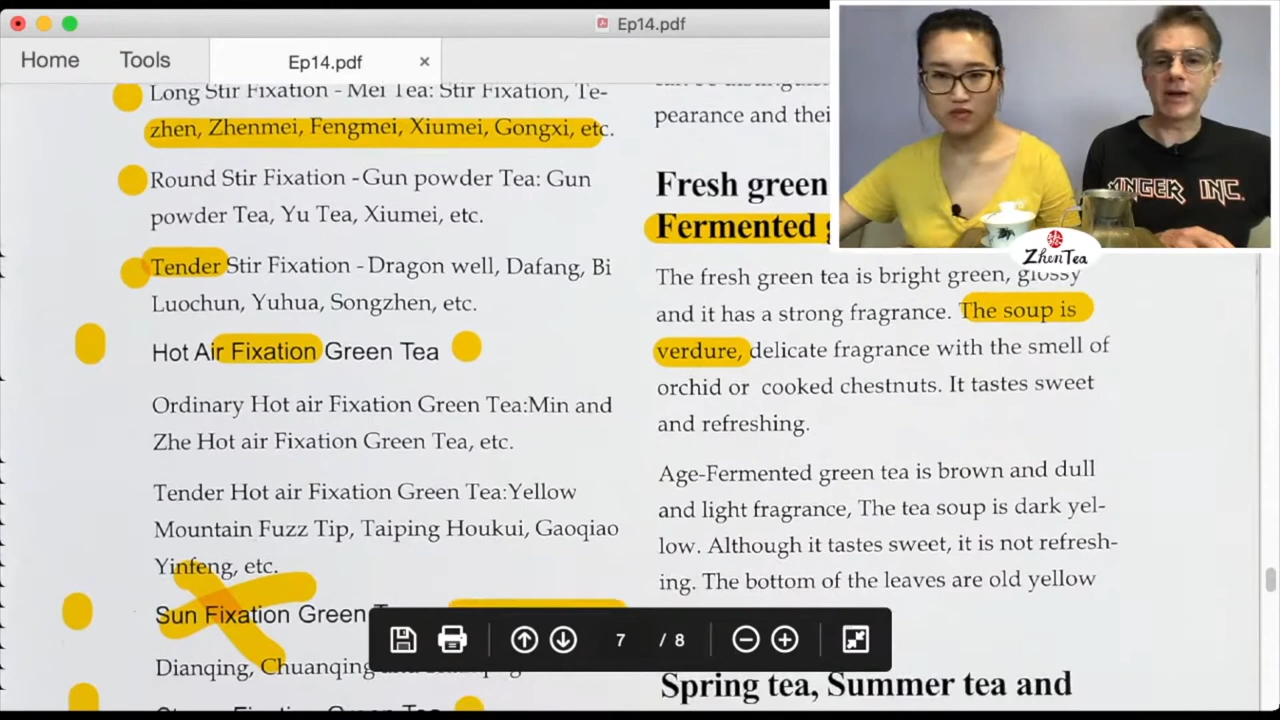 Ep14.pdf
Home Tools Ep14.pdf ×
Long Stir Fixation - Mei Tea: Stir Fixation, Te-
zhen, Zhenmei, Fengmei, Xiumei, Gongxi, etc.
Round Stir Fixation -Gun powder Tea: Gun
powder Tea, Yu Tea, Xiumei, etc.
Tender Stir Fixation - Dragon well, Dafang, Bi
Luochun, Yuhua, Songzhen, etc.
Hot Air Fixation Green Tea
Ordinary Hot air Fixation Green Tea:Min and
Zhe Hot air Fixation Green Tea, etc.
Tender Hot air Fixation Green Tea:Yellow
Mountain Fuzz Tip, Taiping Houkui, Gaoqiao
Yinfeng, etc.
Sun Fixation Green
Dianqing, Chuanqing
pearance and their
Fresh green
Fermented
The fresh green tea is bright green, glossy
and it has a strong fragrance. The soup is
verdure, delicate fragrance with the smell of
orchid or cooked chestnuts. It tastes sweet
and refreshing.
Age-Fermented green tea is brown and dull
and light fragrance, The tea soup is dark yel-
low. Although it tastes sweet, it is not refresh-
ing. The bottom of the leaves are old yellow
Spring tea, Summer tea and
7 / 8
ANGER INC.
ZhenTea